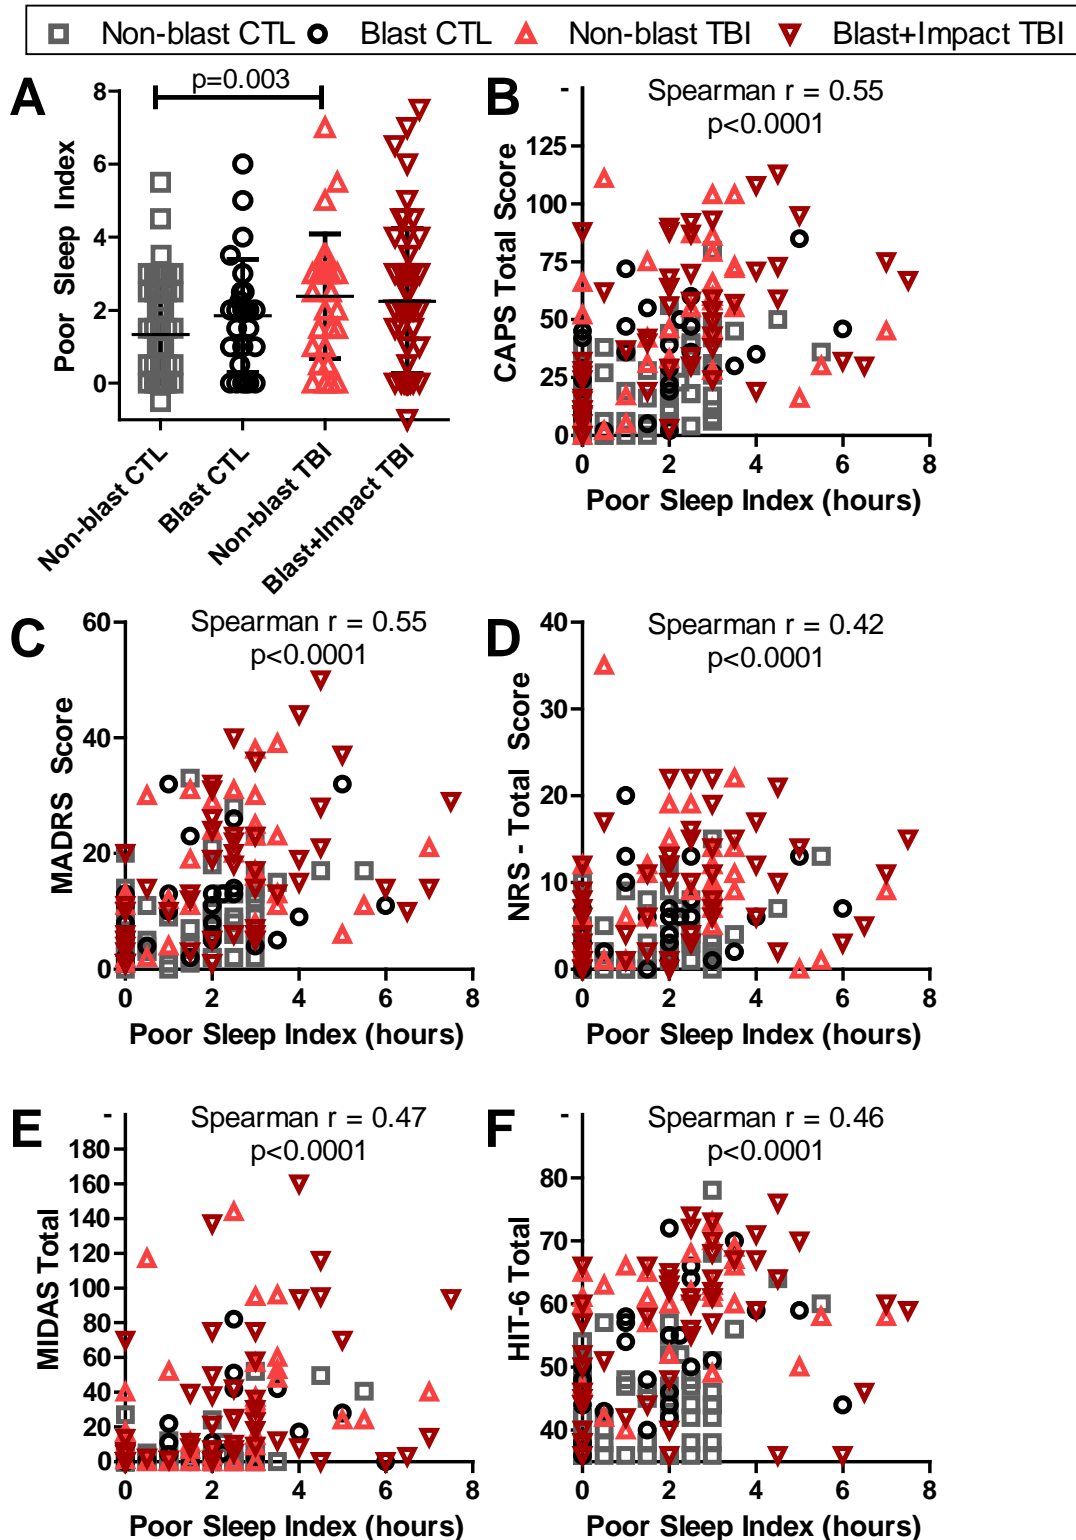 Non-blast CTL Blast CTL Non-blast TBI Blast+Impact TBI
A
p=0.003
8
6
4
2
0
Poor Sleep Index
Non-blast CTL
Blast CTL
Non-blast TBI
Blast+Impact TBI
B
Spearman r = 0.55
p<0.0001
125
100
75
50
25
0
CAPS Total Score
0 2 4 6 8
Poor Sleep Index (hours)
C
Spearman r = 0.55
p<0.0001
60
40
20
0
MADRS Score
0 2 4 6 8
Poor Sleep Index (hours)
D
Spearman r = 0.42
p<0.0001
40
30
20
10
0
NRS - Total Score
0 2 4 6 8
Poor Sleep Index (hours)
E
Spearman r = 0.47
p<0.0001
180
160
140
120
100
80
60
40
20
0
MIDAS Total
0 2 4 6 8
Poor Sleep Index (hours)
F
Spearman r = 0.46
p<0.0001
80
70
60
50
40
HIT-6 Total
0 2 4 6 8
Poor Sleep Index (hours)